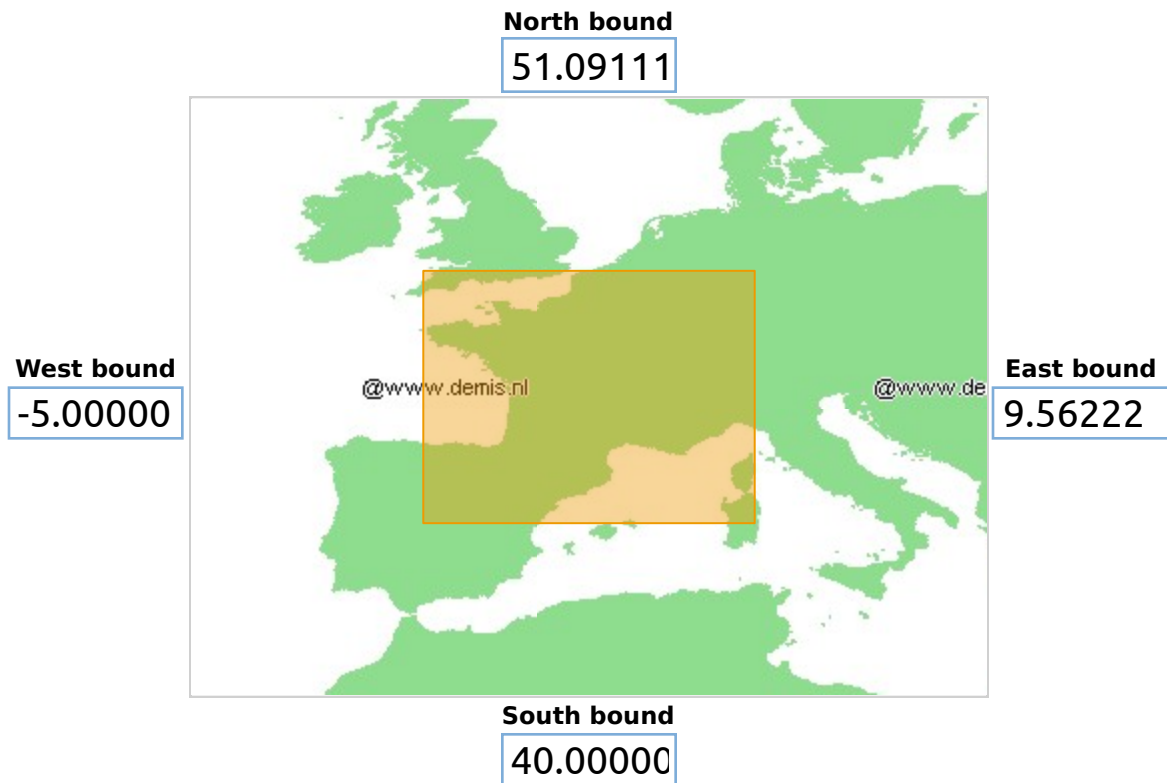 North bound
51.09111
West bound
-5.00000
@www.demis.nl
@www.de
East bound
9.56222
South bound
40.00000